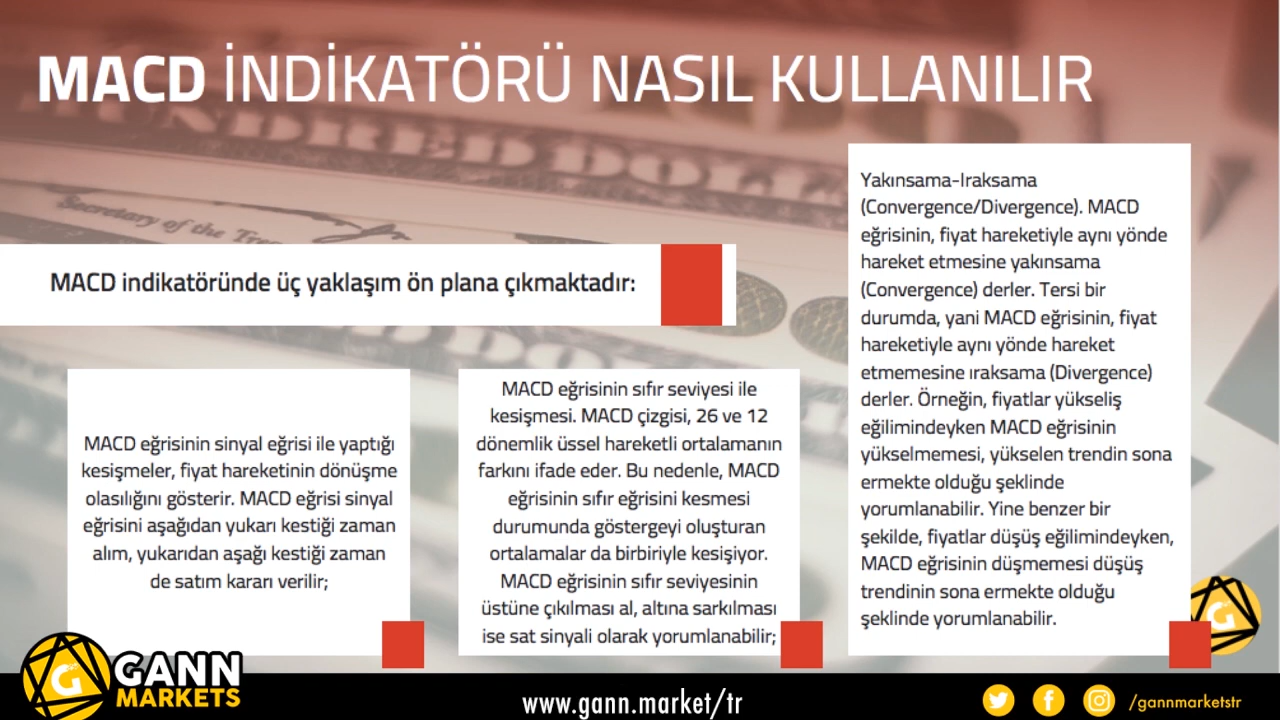 MACD İNDİKATÖRÜ NASIL KULLANILIR
MACD indikatöründe üç yaklaşım ön plana çıkmaktadır:
MACD eğrisinin sinyal eğrisi ile yaptığı
kesişmeler, fiyat hareketinin dönüşme
olasılığını gösterir. MACD eğrisi sinyal
eğrisini aşağıdan yukarı kestiği zaman
alım, yukarıdan aşağı kestiği zaman
de satım kararı verilir;
MACD eğrisinin sıfır seviyesi ile
kesişmesi. MACD çizgisi, 26 ve 12
dönemlik üssel hareketli ortalamanın
farkını ifade eder. Bu nedenle, MACD
eğrisinin sıfır eğrisini kesmesi
durumunda göstergeyi oluşturan
ortalamalar da birbiriyle kesişiyor.
MACD eğrisinin sıfır seviyesinin
üstüne çıkılması al, altına sarkılması
ise sat sinyali olarak yorumlanabilir;
Yakınsama-Iraksama
(Convergence/Divergence). MACD
eğrisinin, fiyat hareketiyle aynı yönde
hareket etmesine yakınsama
(Convergence) derler. Tersi bir
durumda, yani MACD eğrisinin, fiyat
hareketiyle aynı yönde hareket
etmemesine ıraksama (Divergence)
derler. Örneğin, fiyatlar yükseliş
eğilimindeyken MACD eğrisinin
yükselmemesi, yükselen trendin sona
ermekte olduğu şeklinde
yorumlanabilir. Yine benzer bir
şekilde, fiyatlar düşüş eğilimindeyken,
MACD eğrisinin düşmemesi düşüş
trendinin sona ermekte olduğu
şeklinde yorumlanabilir.
Secretary of the
GANN
MARKETS
www.gann.market/tr
/gannmarketstr